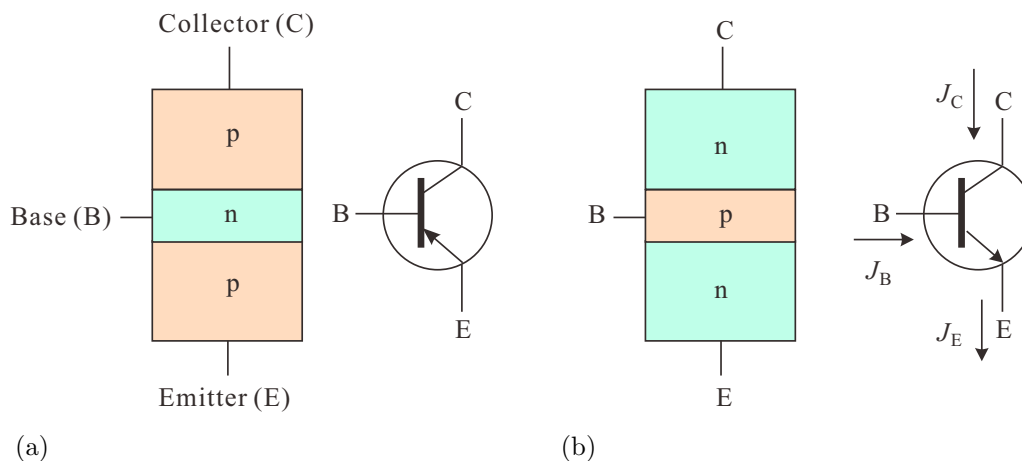 Collector (C)
p
n
p
Base (B)
Emitter (E)
C
B
E
(a)
C
n
p
n
B
E
J_C
C
B
J_B
E
J_E
(b)